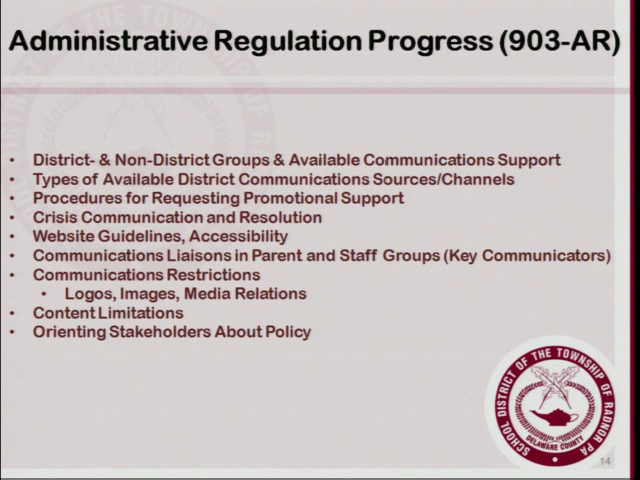 Administrative Regulation Progress (903-AR)
• District- & Non-District Groups & Available Communications Support
• Types of Available District Communications Sources/Channels
• Procedures for Requesting Promotional Support
• Crisis Communication and Resolution
• Website Guidelines, Accessibility
• Communications Liaisons in Parent and Staff Groups (Key Communicators)
• Communications Restrictions
• Logos, Images, Media Relations
• Content Limitations
• Orienting Stakeholders About Policy
SCHOOL DISTRICT OF THE TOWNSHIP OF RADNOR PA
DELAWARE COUNTY
14